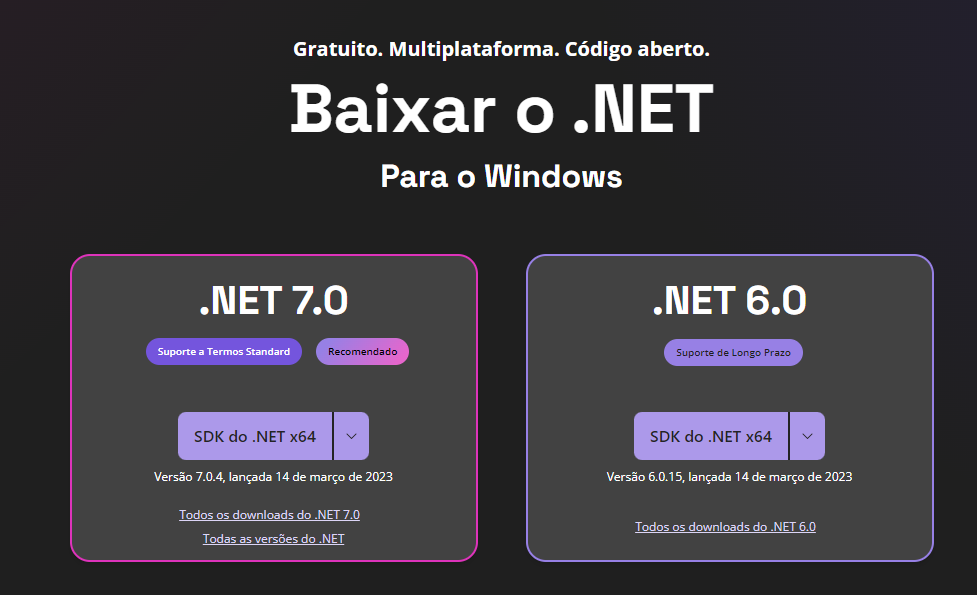 Gratuito. Multiplataforma. Código aberto.
Baixar o .NET
Para o Windows
.NET 7.0
Suporte a Termos Standard
Recomendado
SDK do .NET x64
Versão 7.0.4, lançada 14 de março de 2023
Todos os downloads do .NET 7.0
Todas as versões do .NET
.NET 6.0
Suporte de Longo Prazo
SDK do .NET x64
Versão 6.0.15, lançada 14 de março de 2023
Todos os downloads do .NET 6.0